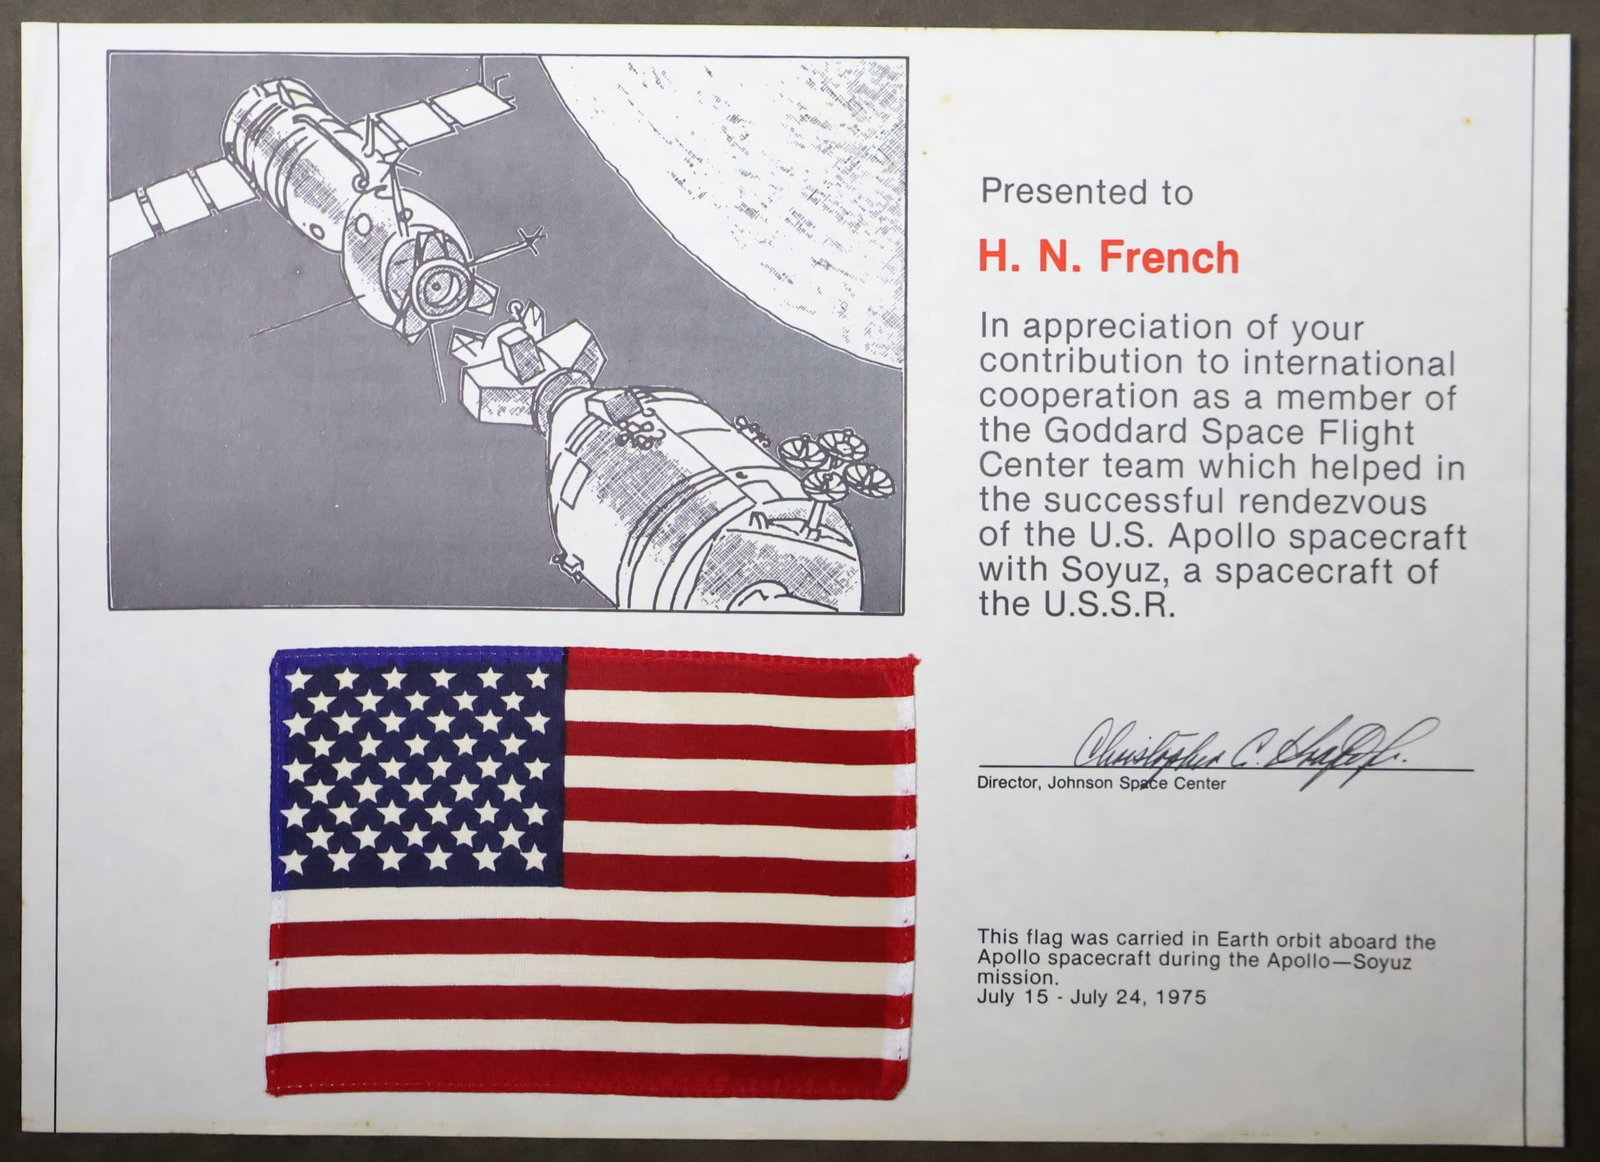 Presented to
H. N. French
In appreciation of your
contribution to international
cooperation as a member of
the Goddard Space Flight
Center team which helped in
the successful rendezvous
of the U.S. Apollo spacecraft
with Soyuz, a spacecraft of
the U.S.S.R.
Christopher C. Kraft Jr.
Director, Johnson Space Center
This flag was carried in Earth orbit aboard the
Apollo spacecraft during the Apollo—Soyuz
mission.
July 15 - July 24, 1975